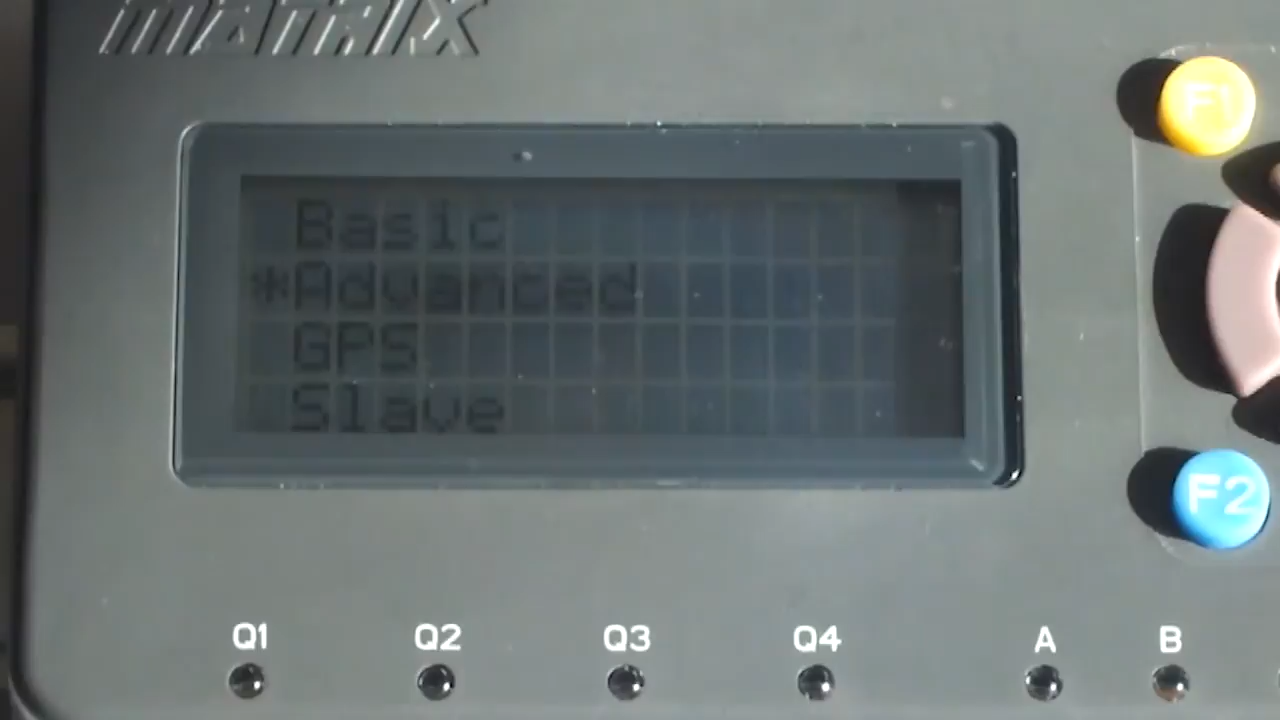 MATRIX
F1
Basic
*Advanced
GPS
Slave
F2
Q1 Q2 Q3 Q4 A B